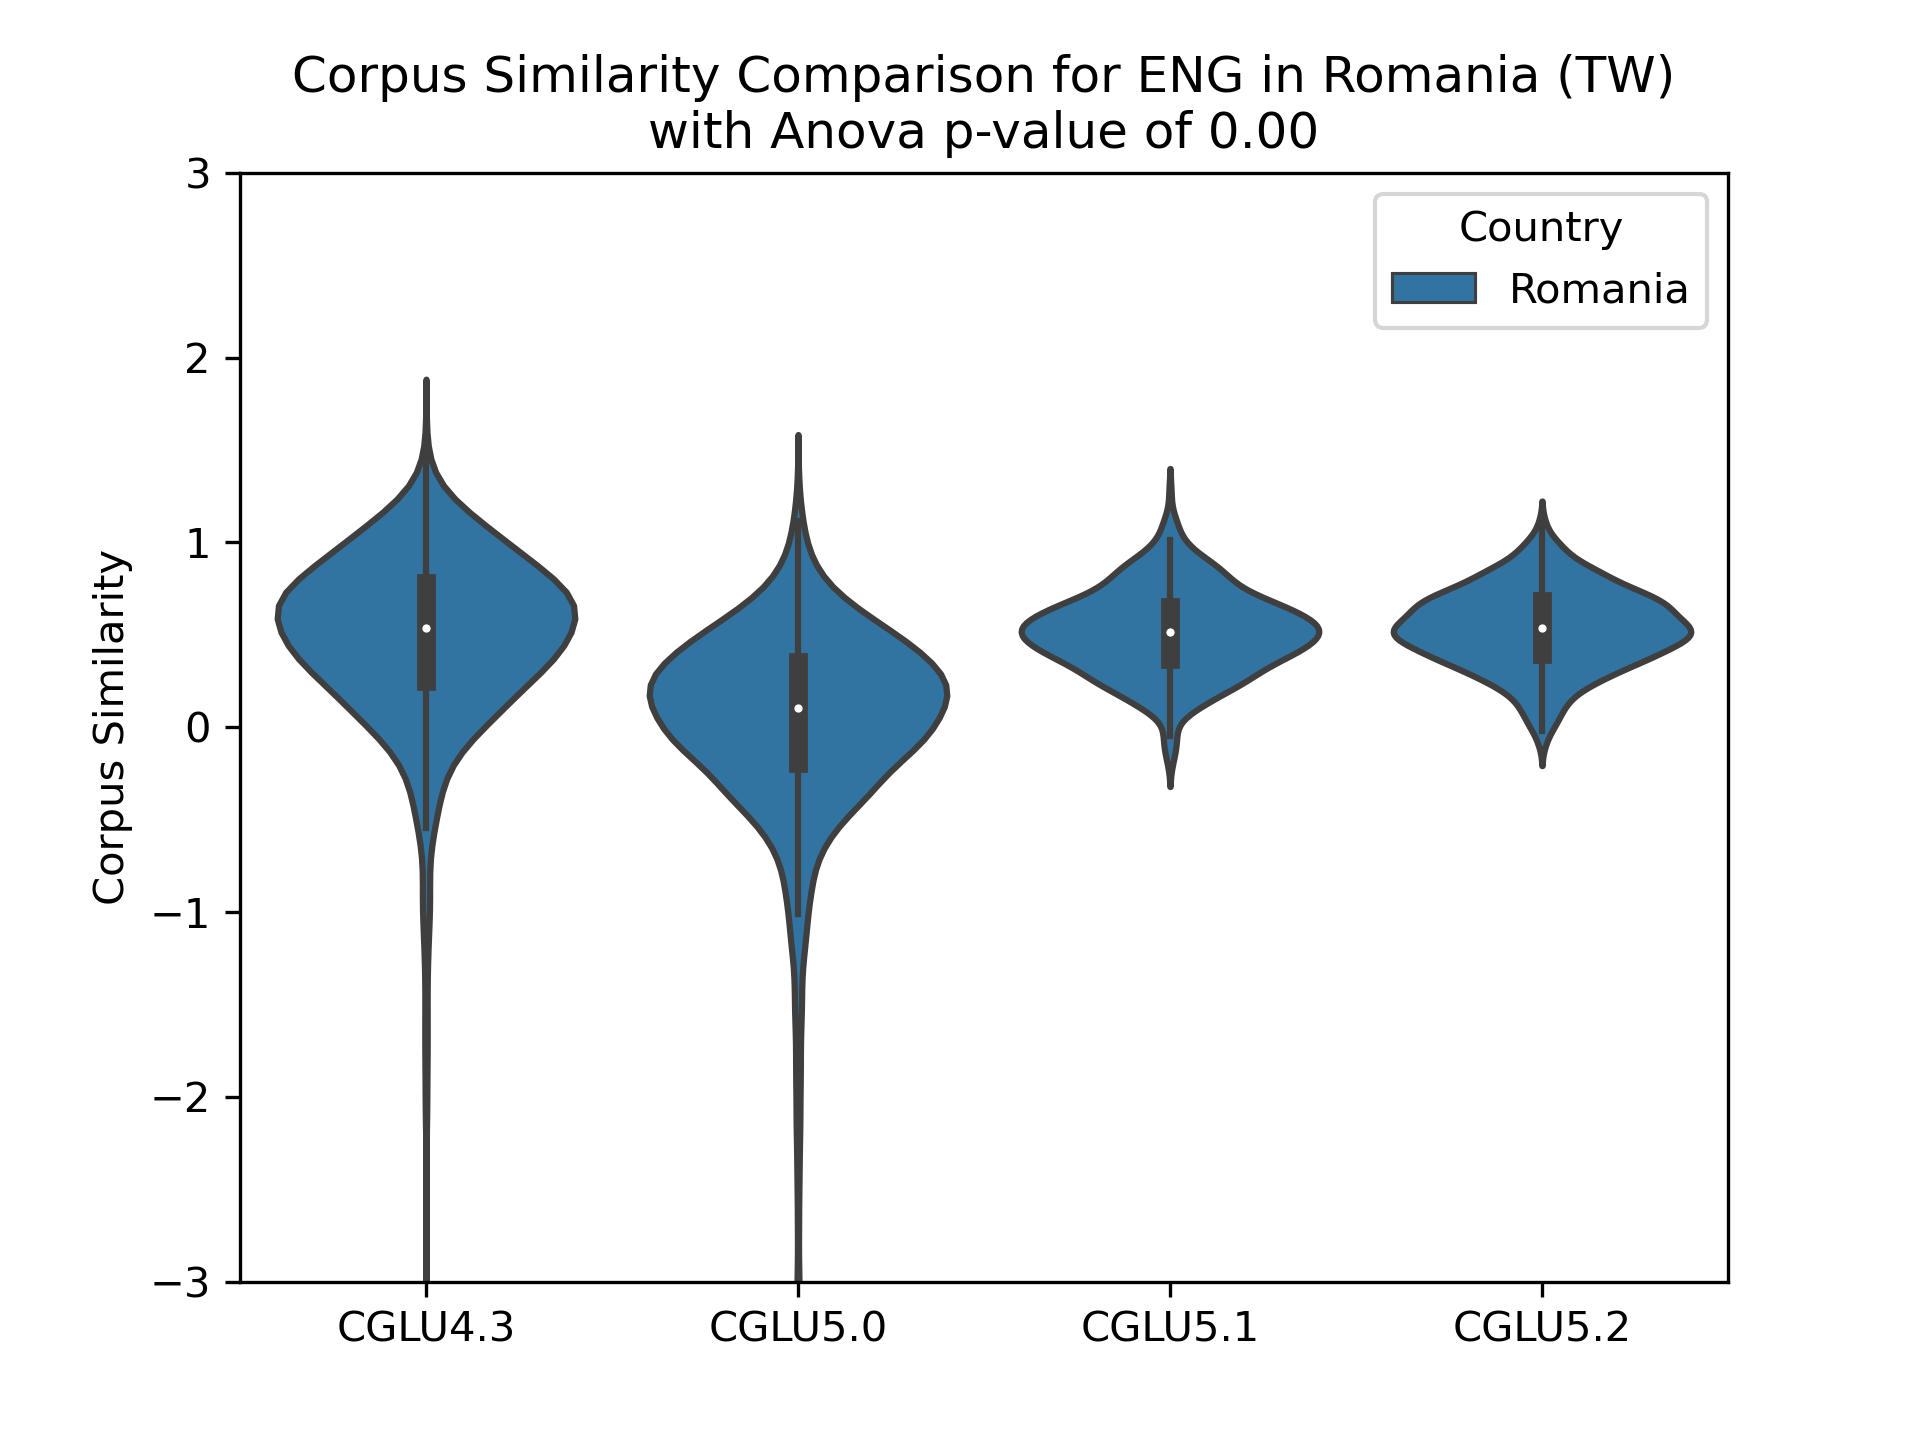 Corpus Similarity Comparison for ENG in Romania (TW)
with Anova p-value of 0.00
Country
Romania
Corpus Similarity
3
2
1
0
−1
−2
−3
CGLU4.3
CGLU5.0
CGLU5.1
CGLU5.2